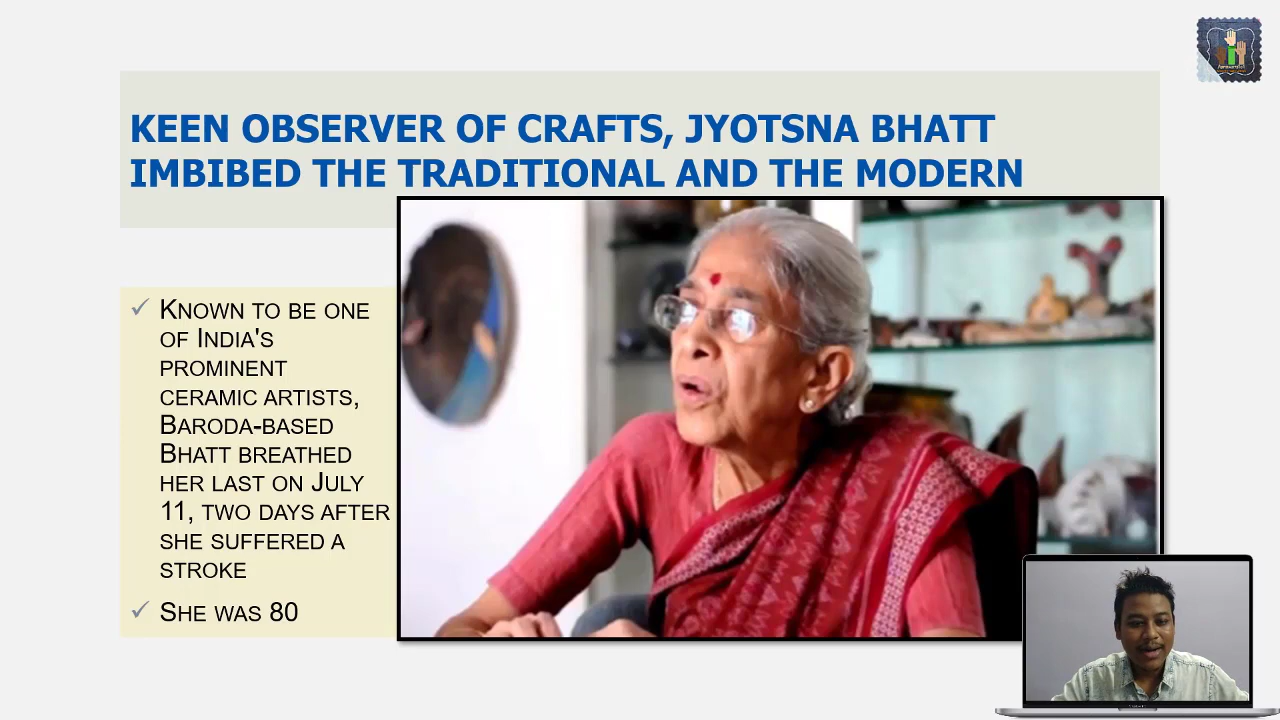 KEEN OBSERVER OF CRAFTS, JYOTSNA BHATT
IMBIBED THE TRADITIONAL AND THE MODERN
KNOWN TO BE ONE
OF INDIA'S
PROMINENT
CERAMIC ARTISTS,
BARODA-BASED
BHATT BREATHED
HER LAST ON JULY
11, TWO DAYS AFTER
SHE SUFFERED A
STROKE
SHE WAS 80